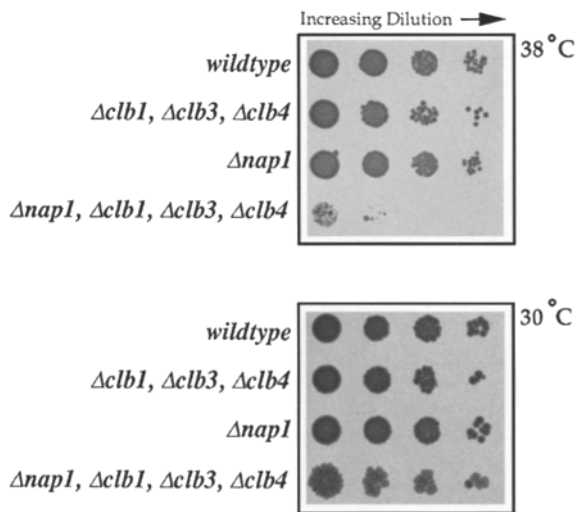 Increasing Dilution →
38°C
wildtype
Δclb1, Δclb3, Δclb4
Δnap1
Δnap1, Δclb1, Δclb3, Δclb4
30°C
wildtype
Δclb1, Δclb3, Δclb4
Δnap1
Δnap1, Δclb1, Δclb3, Δclb4